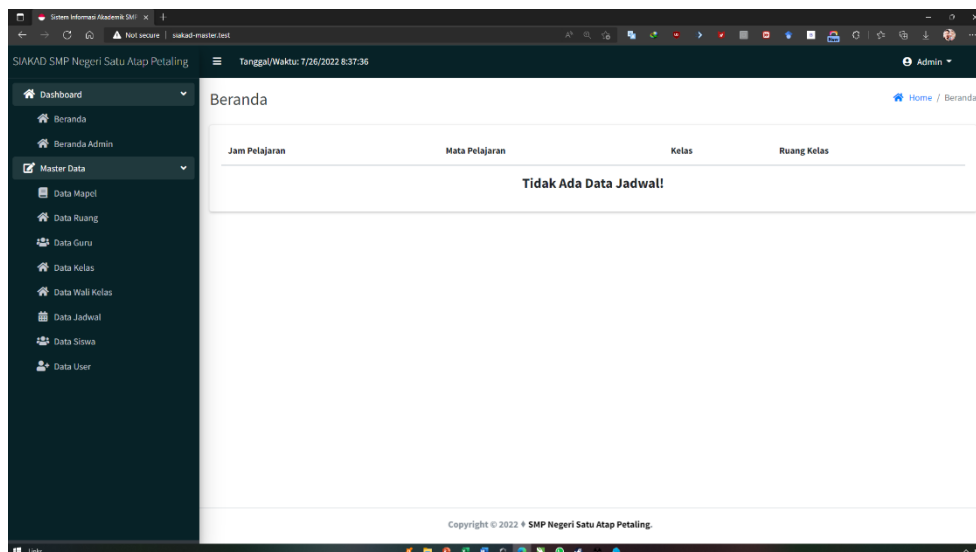 Sistem Informasi Akademik SMP
Not secure | siakad-master.test
SIAKAD SMP Negeri Satu Atap Petaling
Tanggal/Waktu: 7/26/2022 8:37:36
Admin
Dashboard
Beranda
Beranda Admin
Master Data
Data Mapel
Data Ruang
Data Guru
Data Kelas
Data Wali Kelas
Data Jadwal
Data Siswa
Data User
Beranda
Home / Beranda
Jam Pelajaran Mata Pelajaran Kelas Ruang Kelas
Tidak Ada Data Jadwal!
Copyright © 2022 ♦ SMP Negeri Satu Atap Petaling.
Links